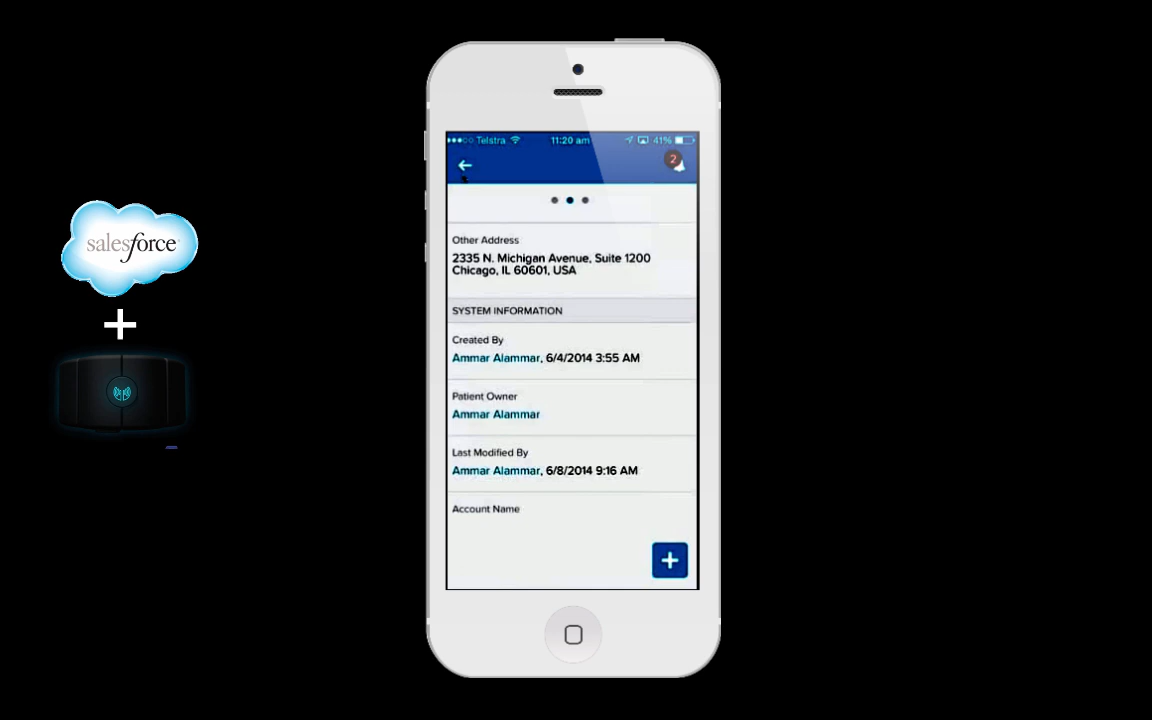 Telstra 11:20 am 41%
2
Other Address
2335 N. Michigan Avenue, Suite 1200
Chicago, IL 60601, USA
SYSTEM INFORMATION
Created By
Ammar Alammar, 6/4/2014 3:55 AM
Patient Owner
Ammar Alammar
Last Modified By
Ammar Alammar, 6/8/2014 9:16 AM
Account Name
+
salesforce
+